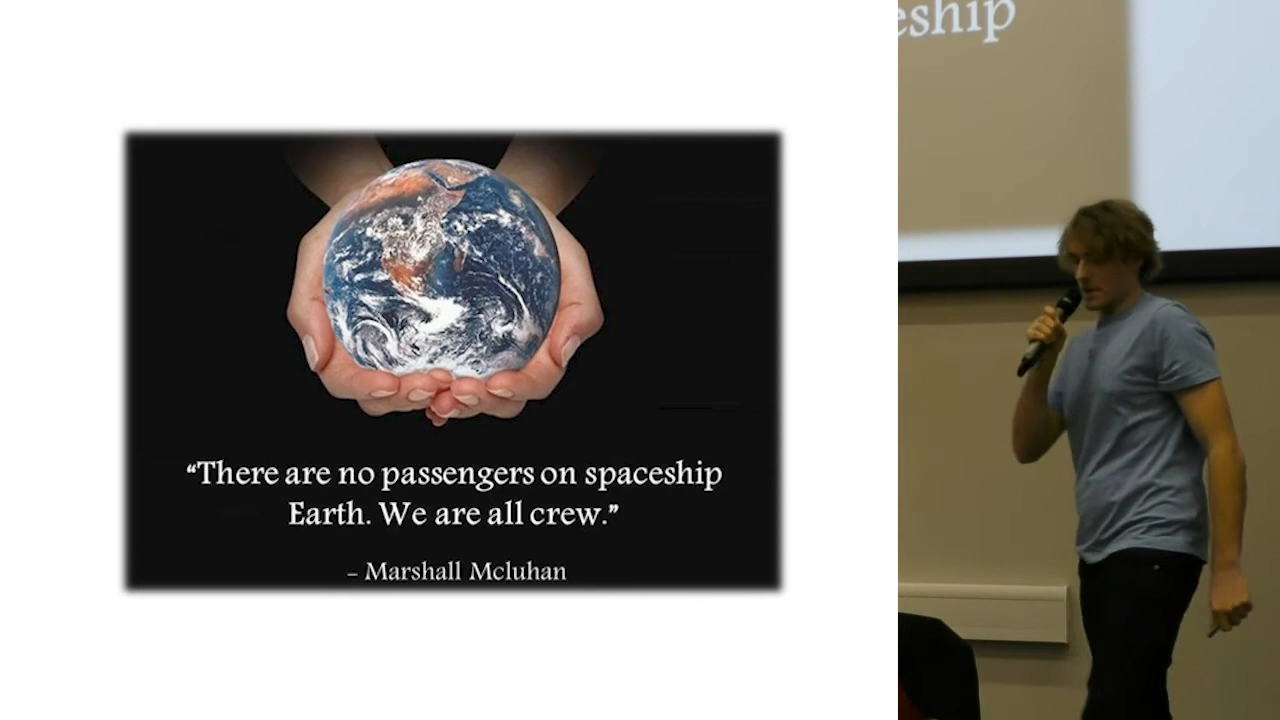 “There are no passengers on spaceship
Earth. We are all crew.”
– Marshall Mcluhan
eship